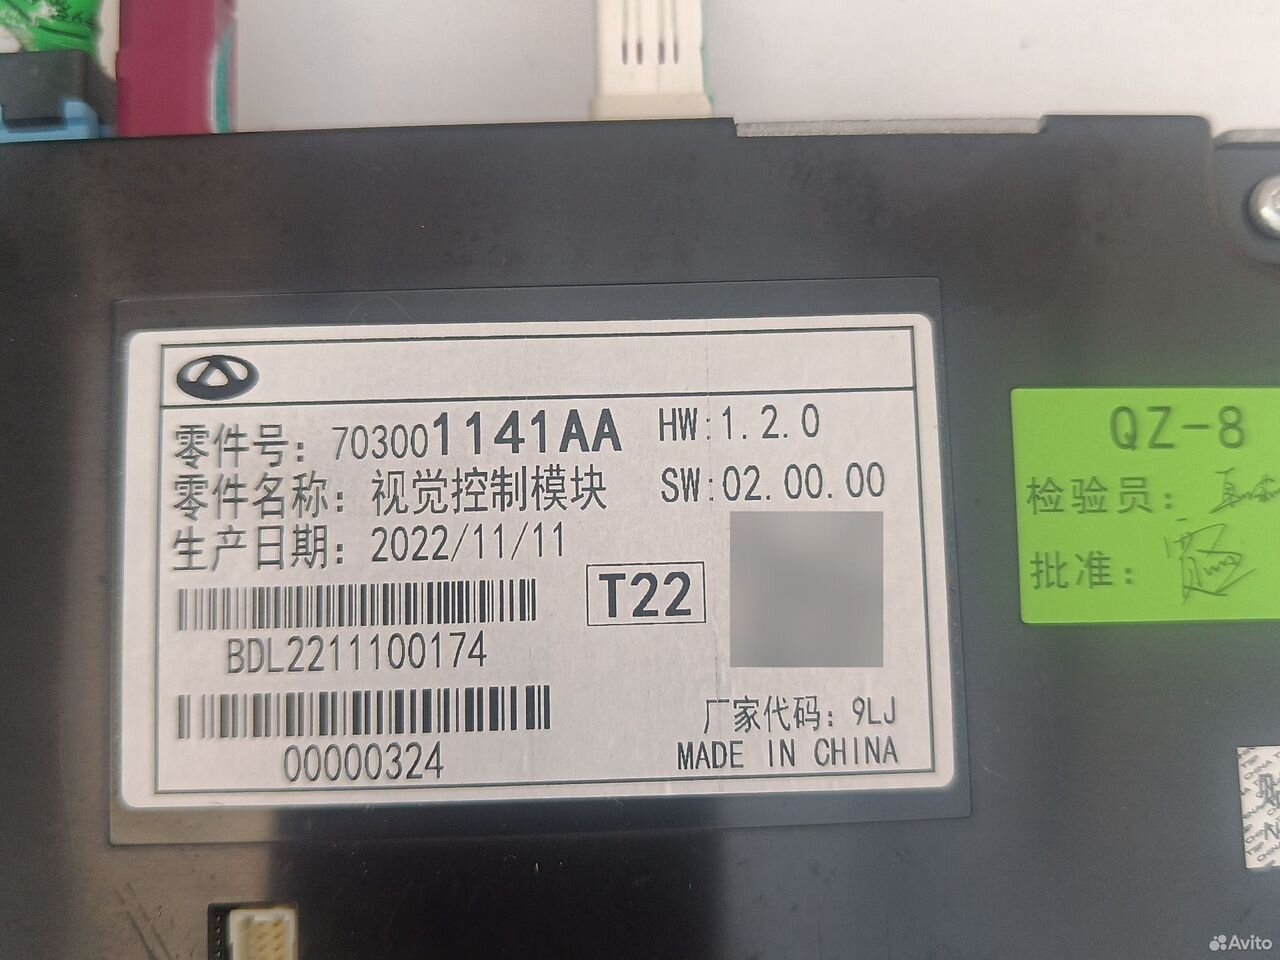 零件号: 703001141AA HW:1.2.0
零件名称: 视觉控制模块 SW:02.00.00
生产日期: 2022/11/11
T22
BDL2211100174
00000324
厂家代码: 9LJ
MADE IN CHINA
QZ-8
检验员:
批准:
Avito